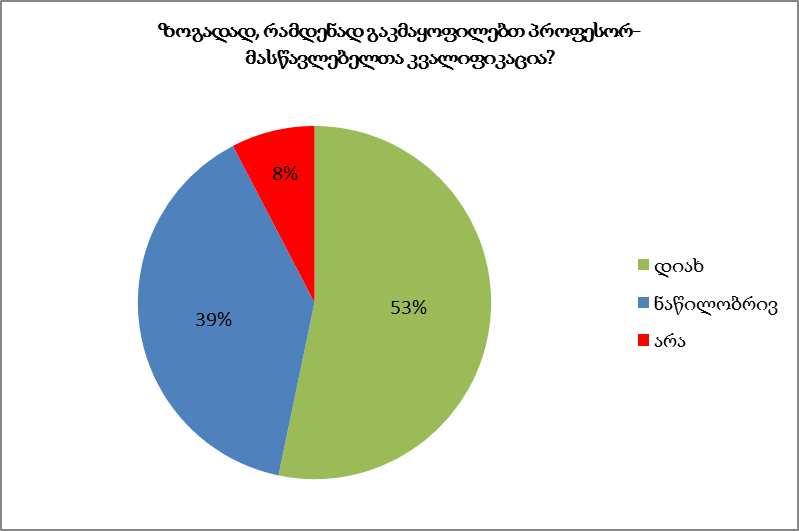 ზოგადად, რამდენად გაკმაყოფილებთ პროფესორ-
მასწავლებელთა კვალიფიკაცია?
8%
39%
53%
დიახ
ნაწილობრივ
არა